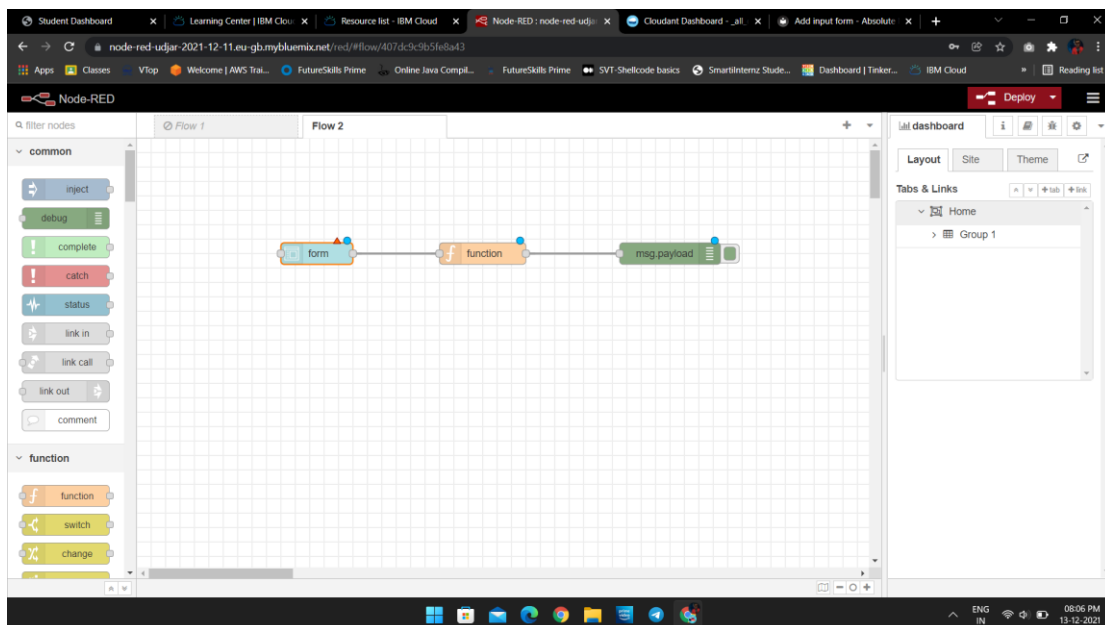 Student Dashboard
Learning Center | IBM Clou
Resource list - IBM Cloud
Node-RED : node-red-udja
Cloudant Dashboard - _all_
Add input form - Absolute
node-red-udjar-2021-12-11.eu-gb.mybluemix.net/red/#flow/407dc9c9b5fe8a43
Apps
Classes
VTop
Welcome | AWS Trai...
FutureSkills Prime
Online Java Compil...
FutureSkills Prime
SVT-Shellcode basics
SmartiInternz Stude...
Dashboard | Tinker...
IBM Cloud
Reading list
Node-RED
Deploy
filter nodes
Flow 1
Flow 2
dashboard
common
Layout
Site
Theme
Tabs & Links
tab
link
inject
Home
debug
Group 1
complete
form
function
msg.payload
catch
status
link in
link call
link out
comment
function
function
switch
change
ENG
IN
08:06 PM
13-12-2021